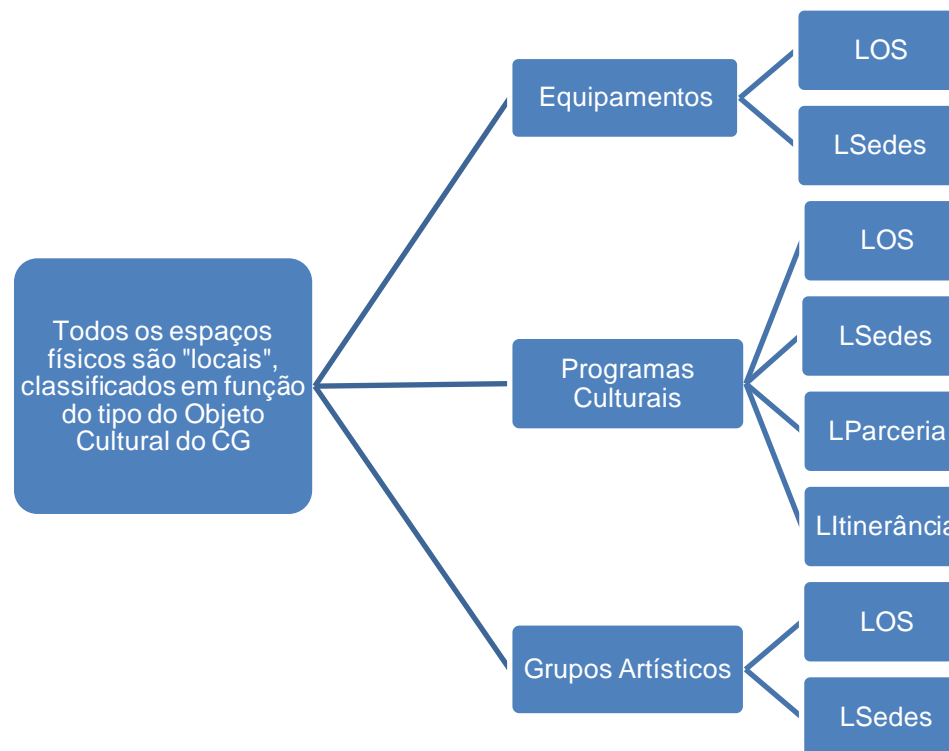 Todos os espaços
físicos são "locais",
classificados em função
do tipo do Objeto
Cultural do CG
Equipamentos
LOS
LSedes
Programas
Culturais
LOS
LSedes
LParceria
LItinerância
Grupos Artísticos
LOS
LSedes